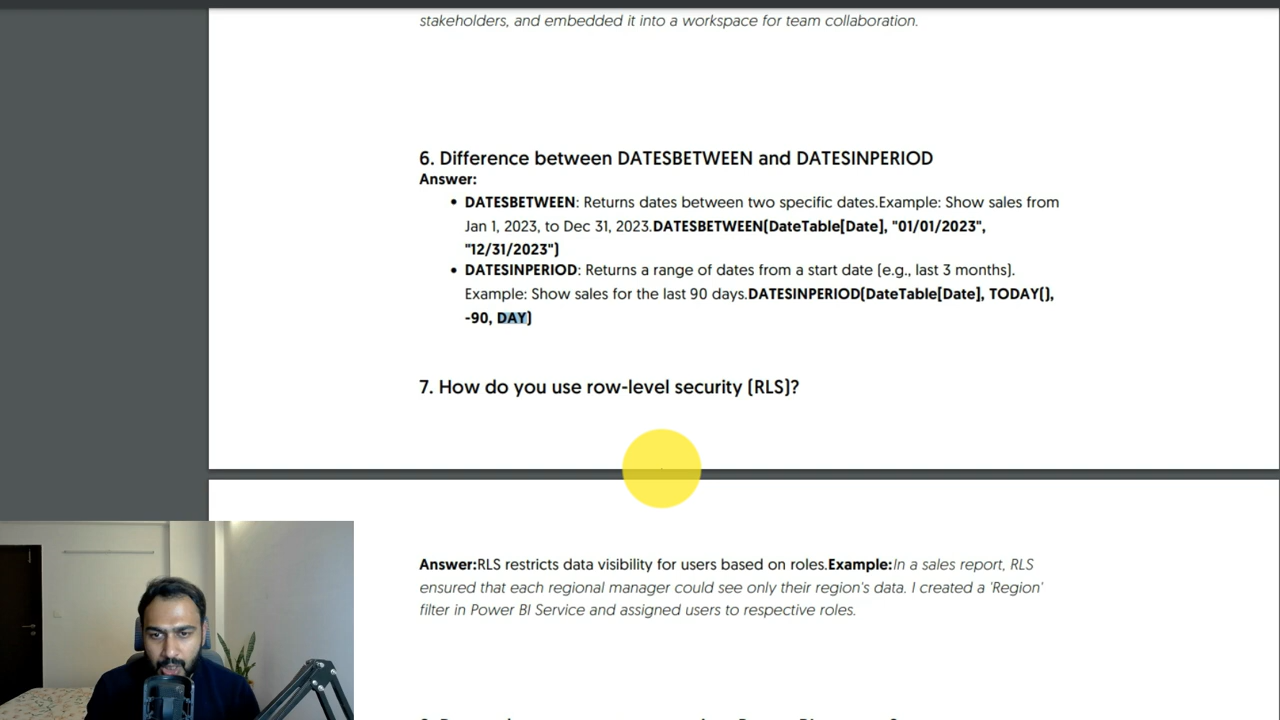 stakeholders, and embedded it into a workspace for team collaboration.
6. Difference between DATESBETWEEN and DATESINPERIOD
Answer:
• DATESBETWEEN: Returns dates between two specific dates.Example: Show sales from
Jan 1, 2023, to Dec 31, 2023.DATESBETWEEN(DateTable[Date], "01/01/2023",
"12/31/2023")
• DATESINPERIOD: Returns a range of dates from a start date (e.g., last 3 months).
Example: Show sales for the last 90 days.DATESINPERIOD(DateTable[Date], TODAY(),
-90, DAY)
7. How do you use row-level security (RLS)?
Answer:RLS restricts data visibility for users based on roles.Example:In a sales report, RLS
ensured that each regional manager could see only their region's data. I created a 'Region'
filter in Power BI Service and assigned users to respective roles.